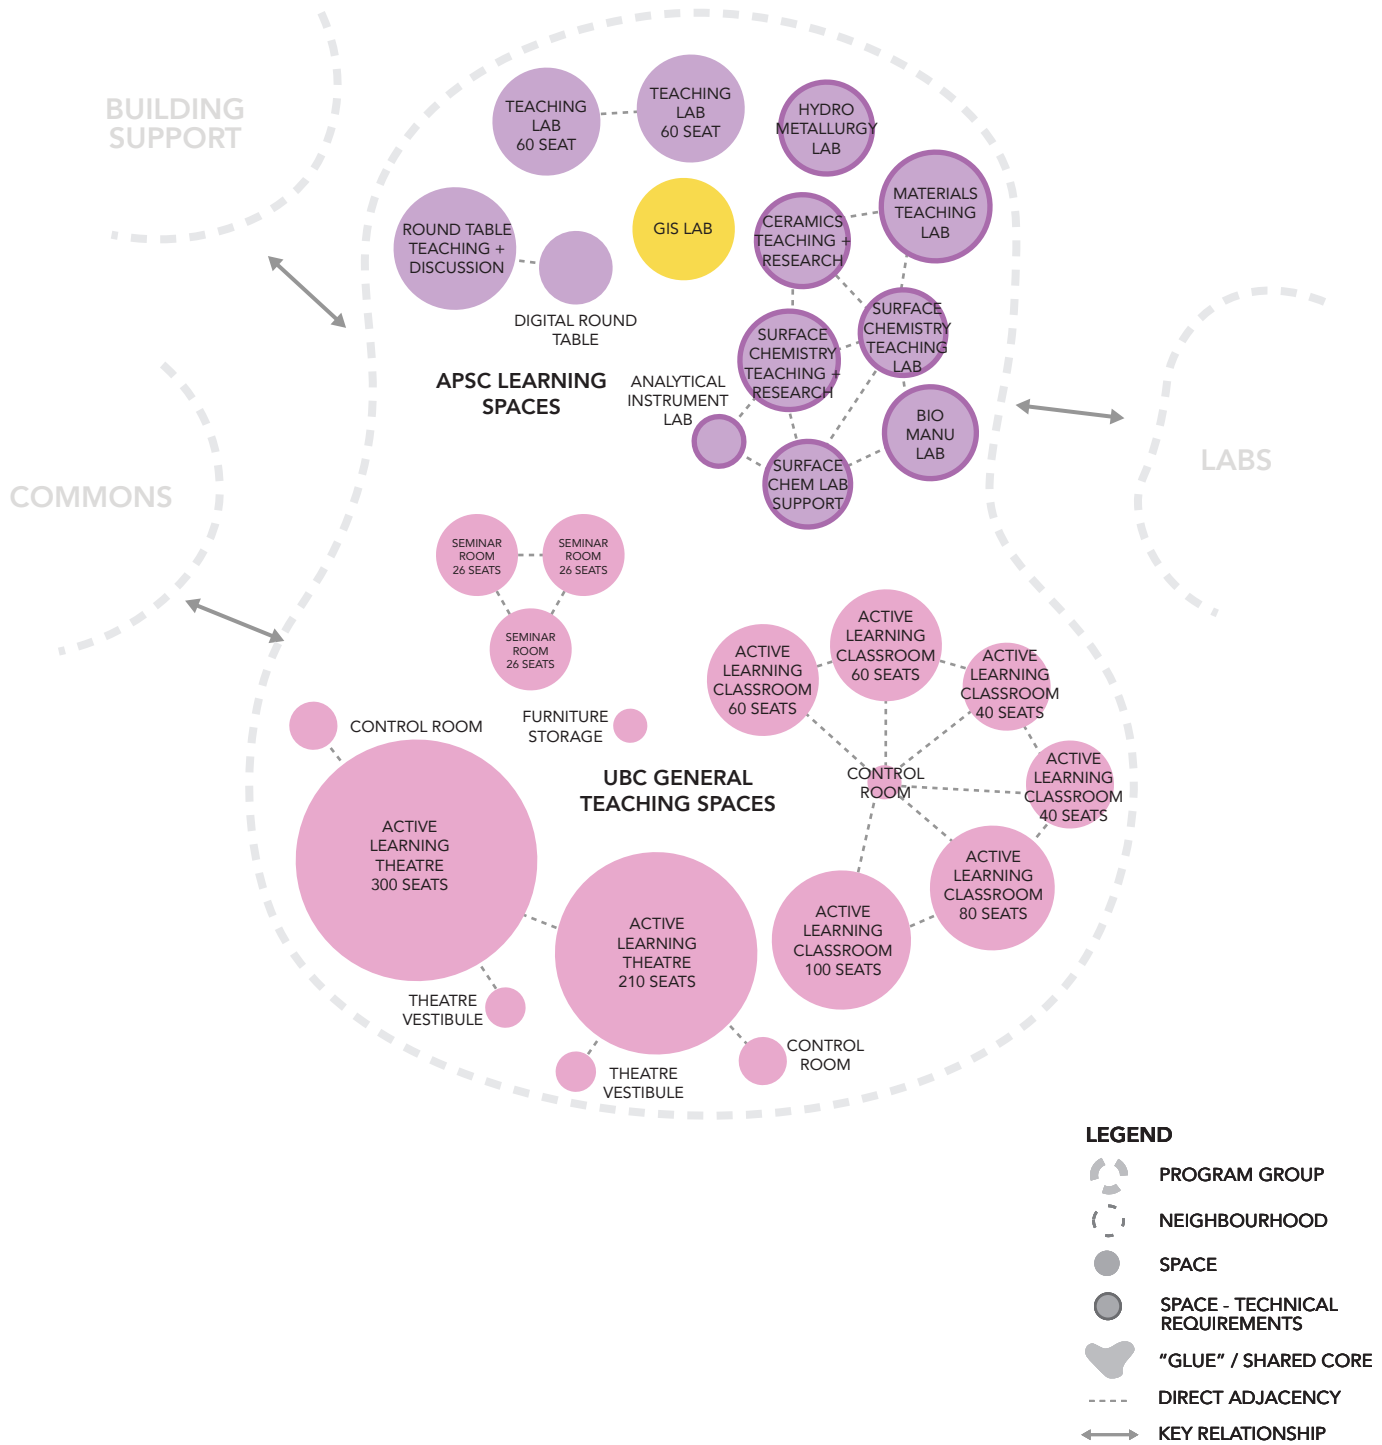 BUILDING
SUPPORT
TEACHING
LAB
60 SEAT
TEACHING
LAB
60 SEAT
HYDRO
METALLURGY
LAB
MATERIALS
TEACHING
LAB
ROUND TABLE
TEACHING +
DISCUSSION
GIS LAB
CERAMICS
TEACHING +
RESEARCH
DIGITAL ROUND
TABLE
SURFACE
CHEMISTRY
TEACHING
LAB
SURFACE
CHEMISTRY
TEACHING +
RESEARCH
APSC LEARNING
SPACES
ANALYTICAL
INSTRUMENT
LAB
BIO
MANU
LAB
SURFACE
CHEM LAB
SUPPORT
LABS
COMMONS
SEMINAR
ROOM
26 SEATS
SEMINAR
ROOM
26 SEATS
SEMINAR
ROOM
26 SEATS
ACTIVE
LEARNING
CLASSROOM
60 SEATS
ACTIVE
LEARNING
CLASSROOM
60 SEATS
ACTIVE
LEARNING
CLASSROOM
40 SEATS
CONTROL ROOM
FURNITURE
STORAGE
UBC GENERAL
TEACHING SPACES
CONTROL
ROOM
ACTIVE
LEARNING
CLASSROOM
40 SEATS
ACTIVE
LEARNING
THEATRE
300 SEATS
ACTIVE
LEARNING
CLASSROOM
80 SEATS
ACTIVE
LEARNING
THEATRE
210 SEATS
ACTIVE
LEARNING
CLASSROOM
100 SEATS
THEATRE
VESTIBULE
CONTROL
ROOM
THEATRE
VESTIBULE
LEGEND
PROGRAM GROUP
NEIGHBOURHOOD
SPACE
SPACE - TECHNICAL
REQUIREMENTS
"GLUE" / SHARED CORE
DIRECT ADJACENCY
KEY RELATIONSHIP